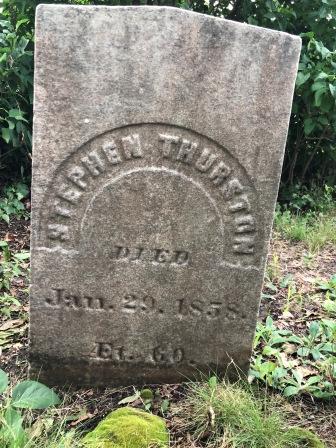 STEPHEN THURSTON
DIED
Jan. 29. 1858.
Et. 60.